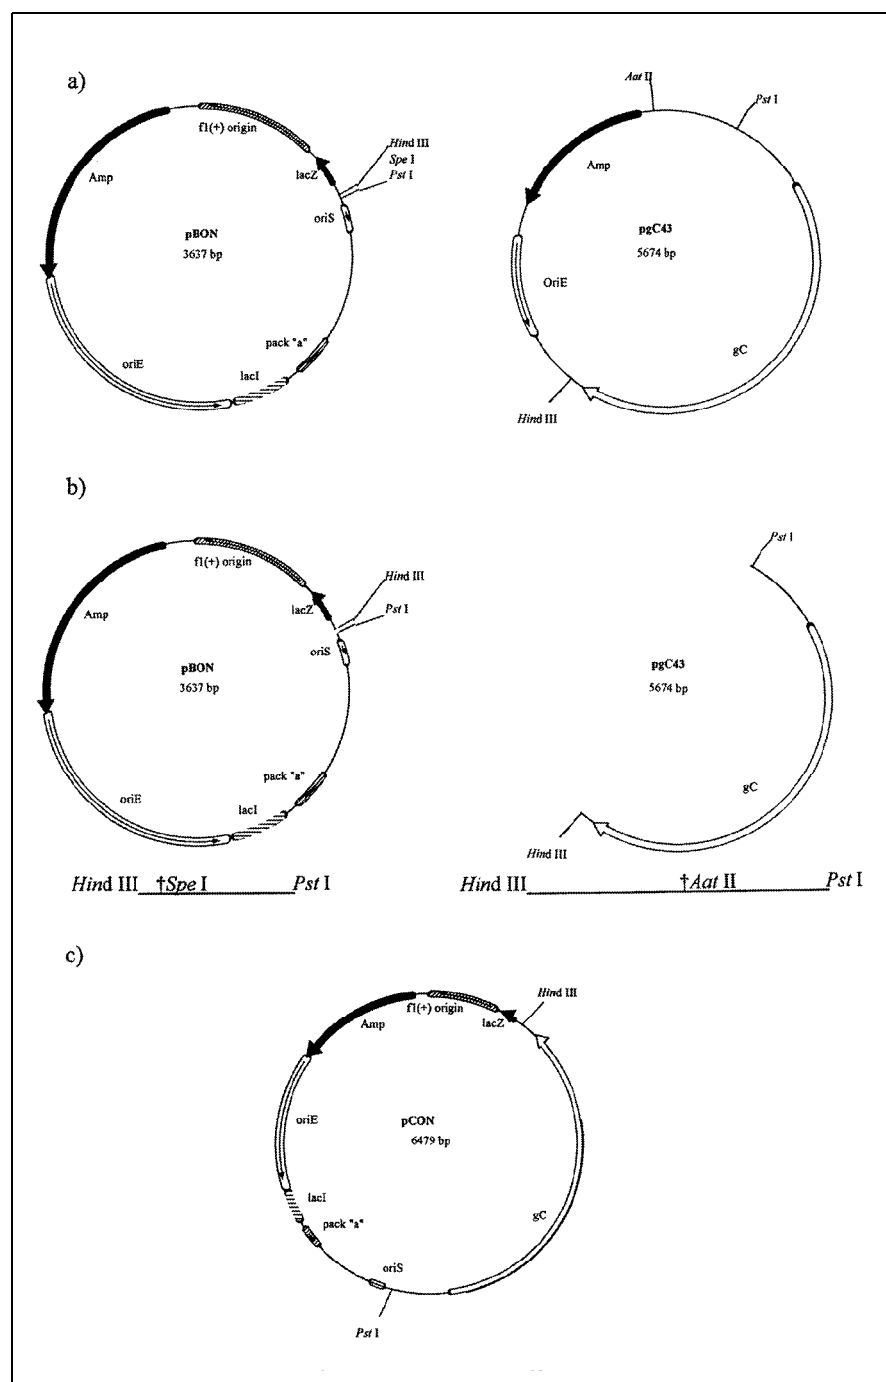 a)
Aat II
Pst I
f1(+) origin
Hind III
Spe I
lacZ
Pst I
Amp
Amp
oriS
pBON
3637 bp
pgC43
5674 bp
OriE
pack "a"
oriE
lacI
gC
Hind III
b)
Pst I
f1(+) origin
Hind III
lacZ
Pst I
Amp
oriS
pBON
3637 bp
pgC43
5674 bp
pack "a"
oriE
lacI
gC
Hind III
Hind III †Spe I Pst I
Hind III †Aat II Pst I
c)
Hind III
f1(+) origin
lacZ
Amp
oriE
pCON
6479 bp
lacI
gC
pack "a"
oriS
Pst I